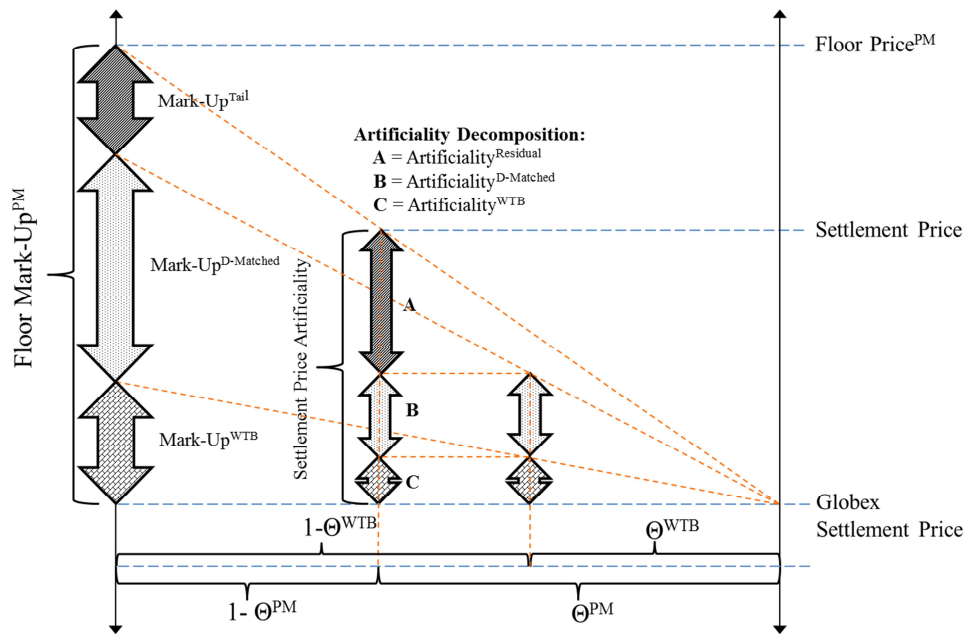 Floor Price^PM
Mark-Up^Tail
Artificiality Decomposition:
A = Artificiality^Residual
B = Artificiality^D-Matched
C = Artificiality^WTB
Floor Mark-Up^PM
Settlement Price
Mark-Up^D-Matched
Settlement Price Artificiality
A
B
Mark-Up^WTB
C
Globex
Settlement Price
1-Θ^WTB
Θ^WTB
1- Θ^PM
Θ^PM